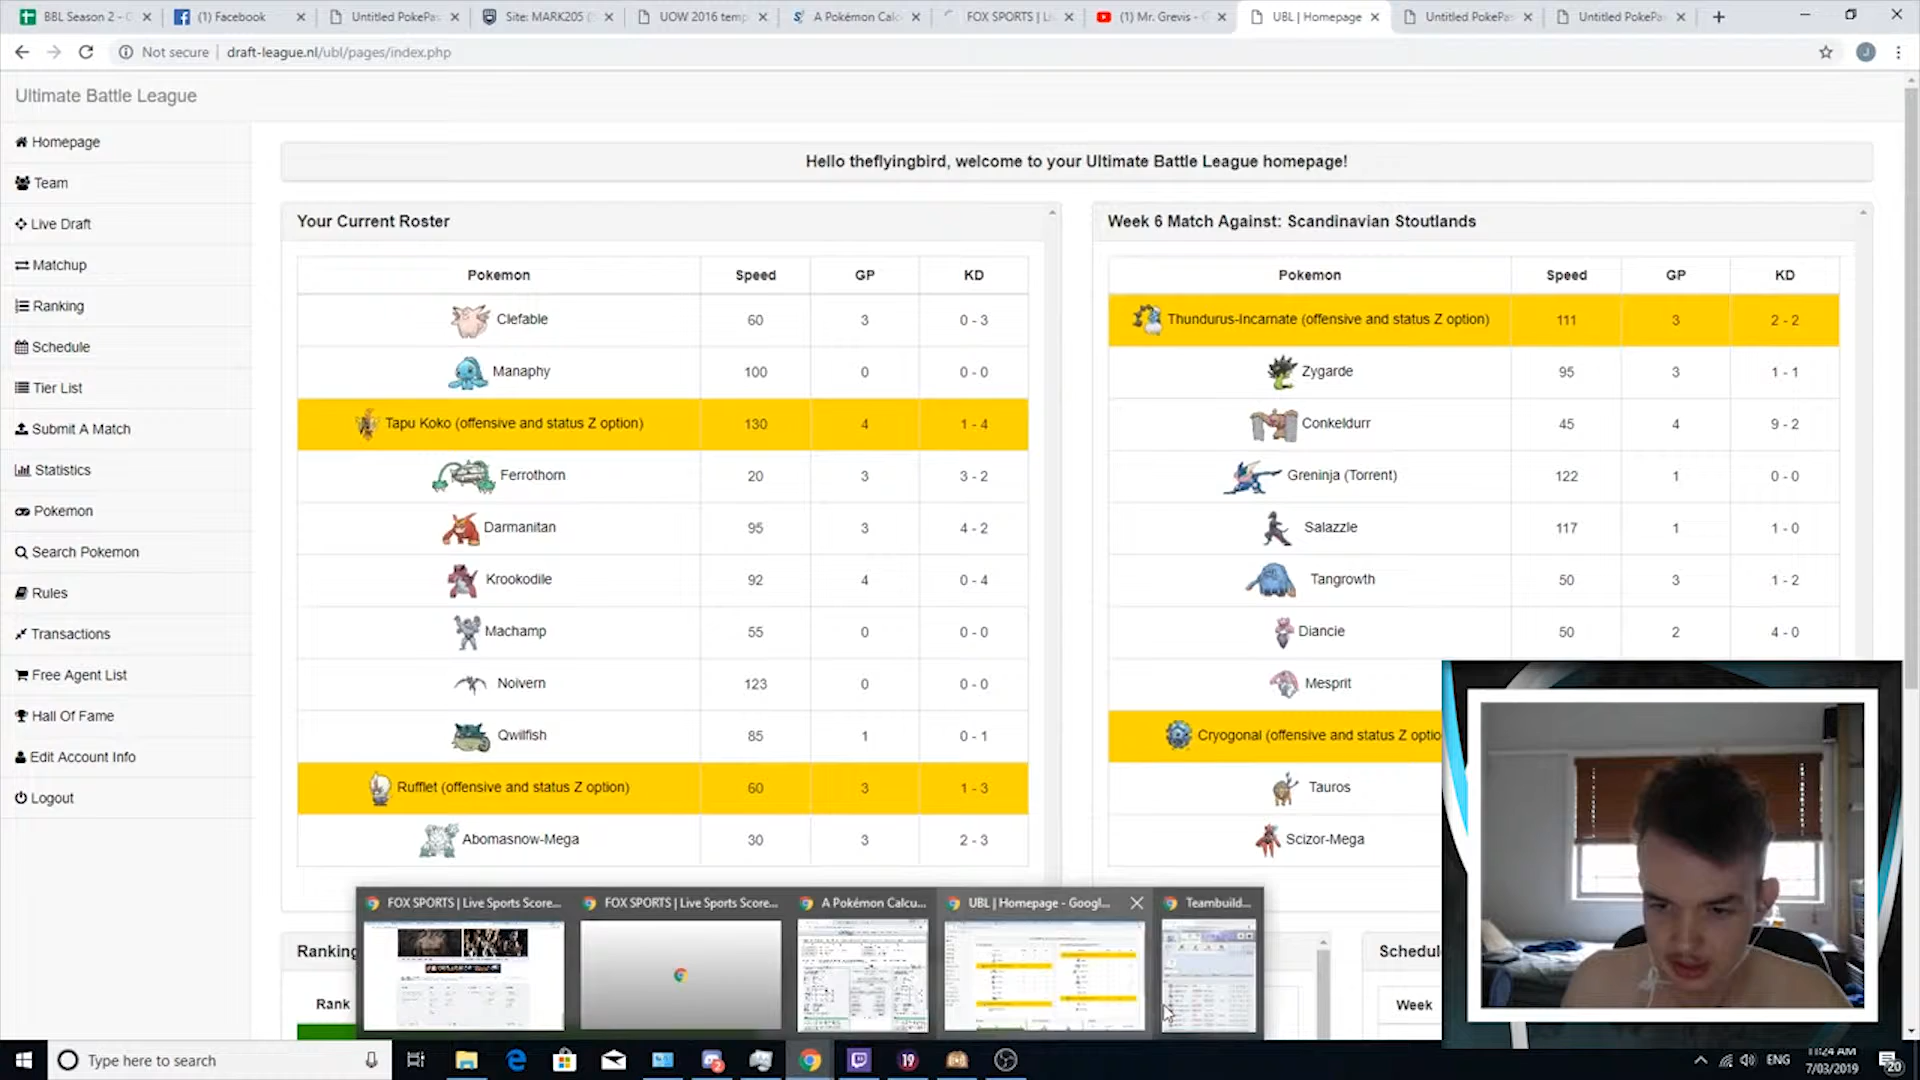 BBL Season 2 - C
(1) Facebook
Untitled PokePa
Site: MARK205
UOW 2016 temp
A Pokémon Calc
FOX SPORTS | Li
(1) Mr. Grevis -
UBL | Homepage
Untitled PokePa
Untitled PokePa
Not secure
draft-league.nl/ubl/pages/index.php
J
Ultimate Battle League
Homepage
Team
Live Draft
Matchup
Ranking
Schedule
Tier List
Submit A Match
Statistics
Pokemon
Search Pokemon
Rules
Transactions
Free Agent List
Hall Of Fame
Edit Account Info
Logout
Hello theflyingbird, welcome to your Ultimate Battle League homepage!
Your Current Roster
Pokemon Speed GP KD
Clefable 60 3 0 - 3
Manaphy 100 0 0 - 0
Tapu Koko (offensive and status Z option) 130 4 1 - 4
Ferrothorn 20 3 3 - 2
Darmanitan 95 3 4 - 2
Krookodile 92 4 0 - 4
Machamp 55 0 0 - 0
Noivern 123 0 0 - 0
Qwilfish 85 1 0 - 1
Rufflet (offensive and status Z option) 60 3 1 - 3
Abomasnow-Mega 30 3 2 - 3
Week 6 Match Against: Scandinavian Stoutlands
Pokemon Speed GP KD
Thundurus-Incarnate (offensive and status Z option) 111 3 2 - 2
Zygarde 95 3 1 - 1
Conkeldurr 45 4 9 - 2
Greninja (Torrent) 122 1 0 - 0
Salazzle 117 1 1 - 0
Tangrowth 50 3 1 - 2
Diancie 50 2 4 - 0
Mesprit
Cryogonal (offensive and status Z optio
Tauros
Scizor-Mega
Ranking
Rank
Schedul
Week
FOX SPORTS | Live Sports Score...
FOX SPORTS | Live Sports Score...
A Pokémon Calcu...
UBL | Homepage - Googl...
Teambuild...
Type here to search
2
19
ENG
11:24 AM
7/03/2019
20